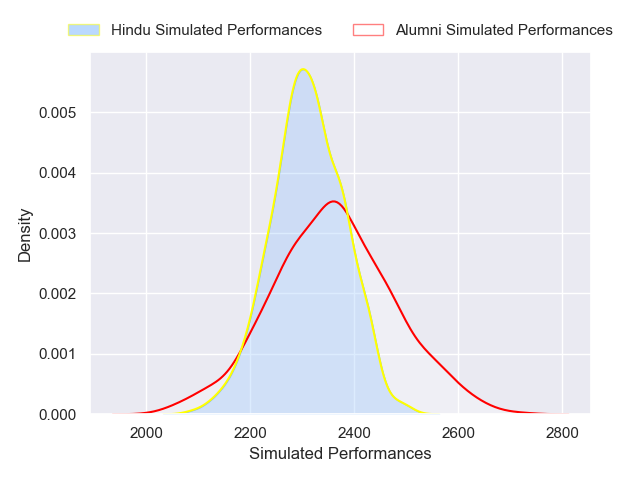 Hindu Simulated Performances Alumni Simulated Performances
0.005
0.004
0.003
0.002
0.001
0.000
Density
2000 2200 2400 2600 2800
Simulated Performances